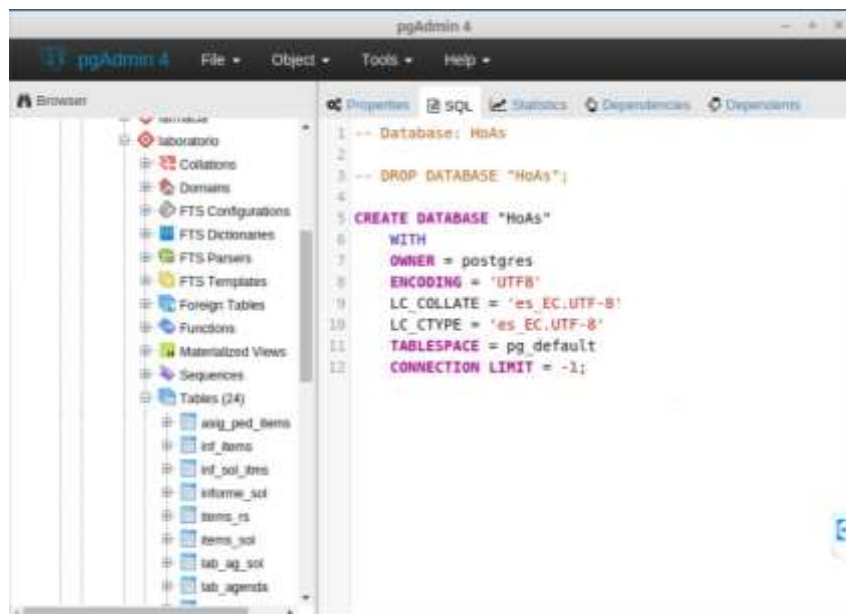 pgAdmin 4
pgAdmin 4 File Object Tools Help
Browser
Properties SQL Statistics Dependencies Dependents
farmacia
laboratorio
Collations
Domains
FTS Configurations
FTS Dictionaries
FTS Parsers
FTS Templates
Foreign Tables
Functions
Materialized Views
Sequences
Tables (24)
asig_ped_items
inf_items
inf_sol_itms
informe_sol
items_rs
items_sol
lab_ag_sol
lab_agenda
1 -- Database: HoAs
2
3 -- DROP DATABASE "HoAs";
4
5 CREATE DATABASE "HoAs"
6 WITH
7 OWNER = postgres
8 ENCODING = 'UTF8'
9 LC_COLLATE = 'es_EC.UTF-8'
10 LC_CTYPE = 'es_EC.UTF-8'
11 TABLESPACE = pg_default
12 CONNECTION LIMIT = -1;